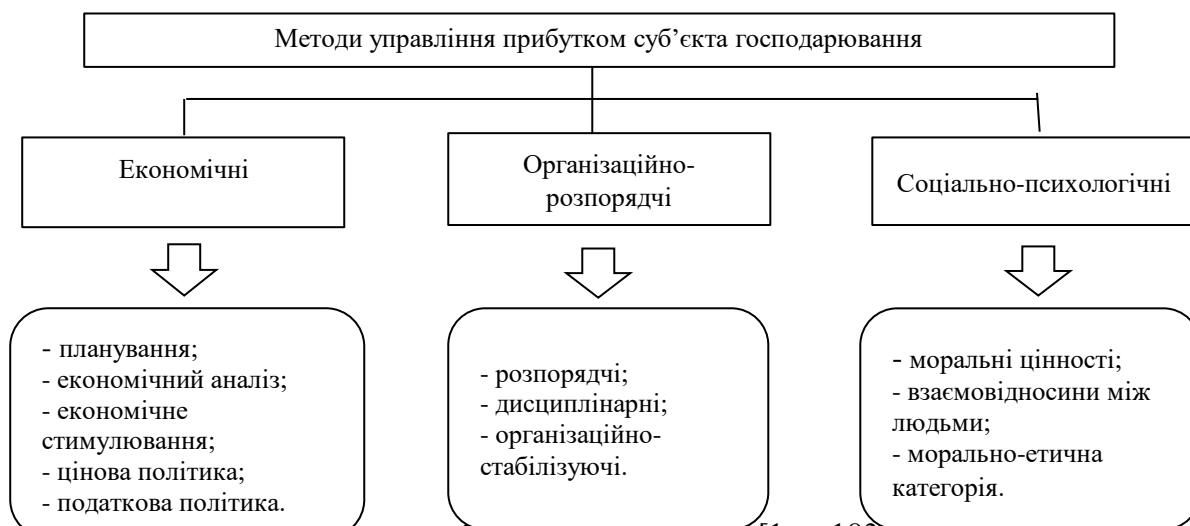 Методи управління прибутком суб’єкта господарювання
Економічні
Організаційно-
розпорядчі
Соціально-психологічні
- планування;
- економічний аналіз;
- економічне
стимулювання;
- цінова політика;
- податкова політика.
- розпорядчі;
- дисциплінарні;
- організаційно-
стабілізуючі.
- моральні цінності;
- взаємовідносини між
людьми;
- морально-етична
категорія.